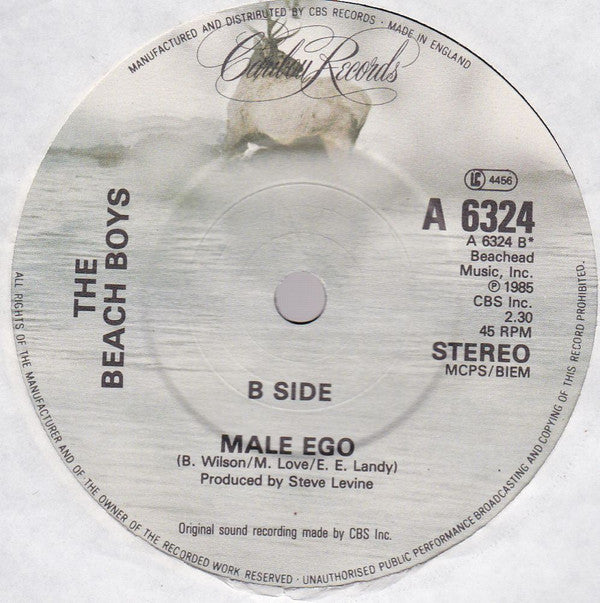 MANUFACTURED AND DISTRIBUTED BY CBS RECORDS · MADE IN ENGLAND
Caribou Records
LC 4456
A 6324
A 6324 B*
Beachead
Music, Inc.
℗ 1985
CBS Inc.
2.30
45 RPM
STEREO
MCPS/BIEM
THE
BEACH BOYS
B SIDE
MALE EGO
(B. Wilson/M. Love/E. E. Landy)
Produced by Steve Levine
Original sound recording made by CBS Inc.
ALL RIGHTS OF THE MANUFACTURER AND OF THE OWNER OF THE RECORDED WORK RESERVED · UNAUTHORISED PUBLIC PERFORMANCE BROADCASTING AND COPYING OF THIS RECORD PROHIBITED.